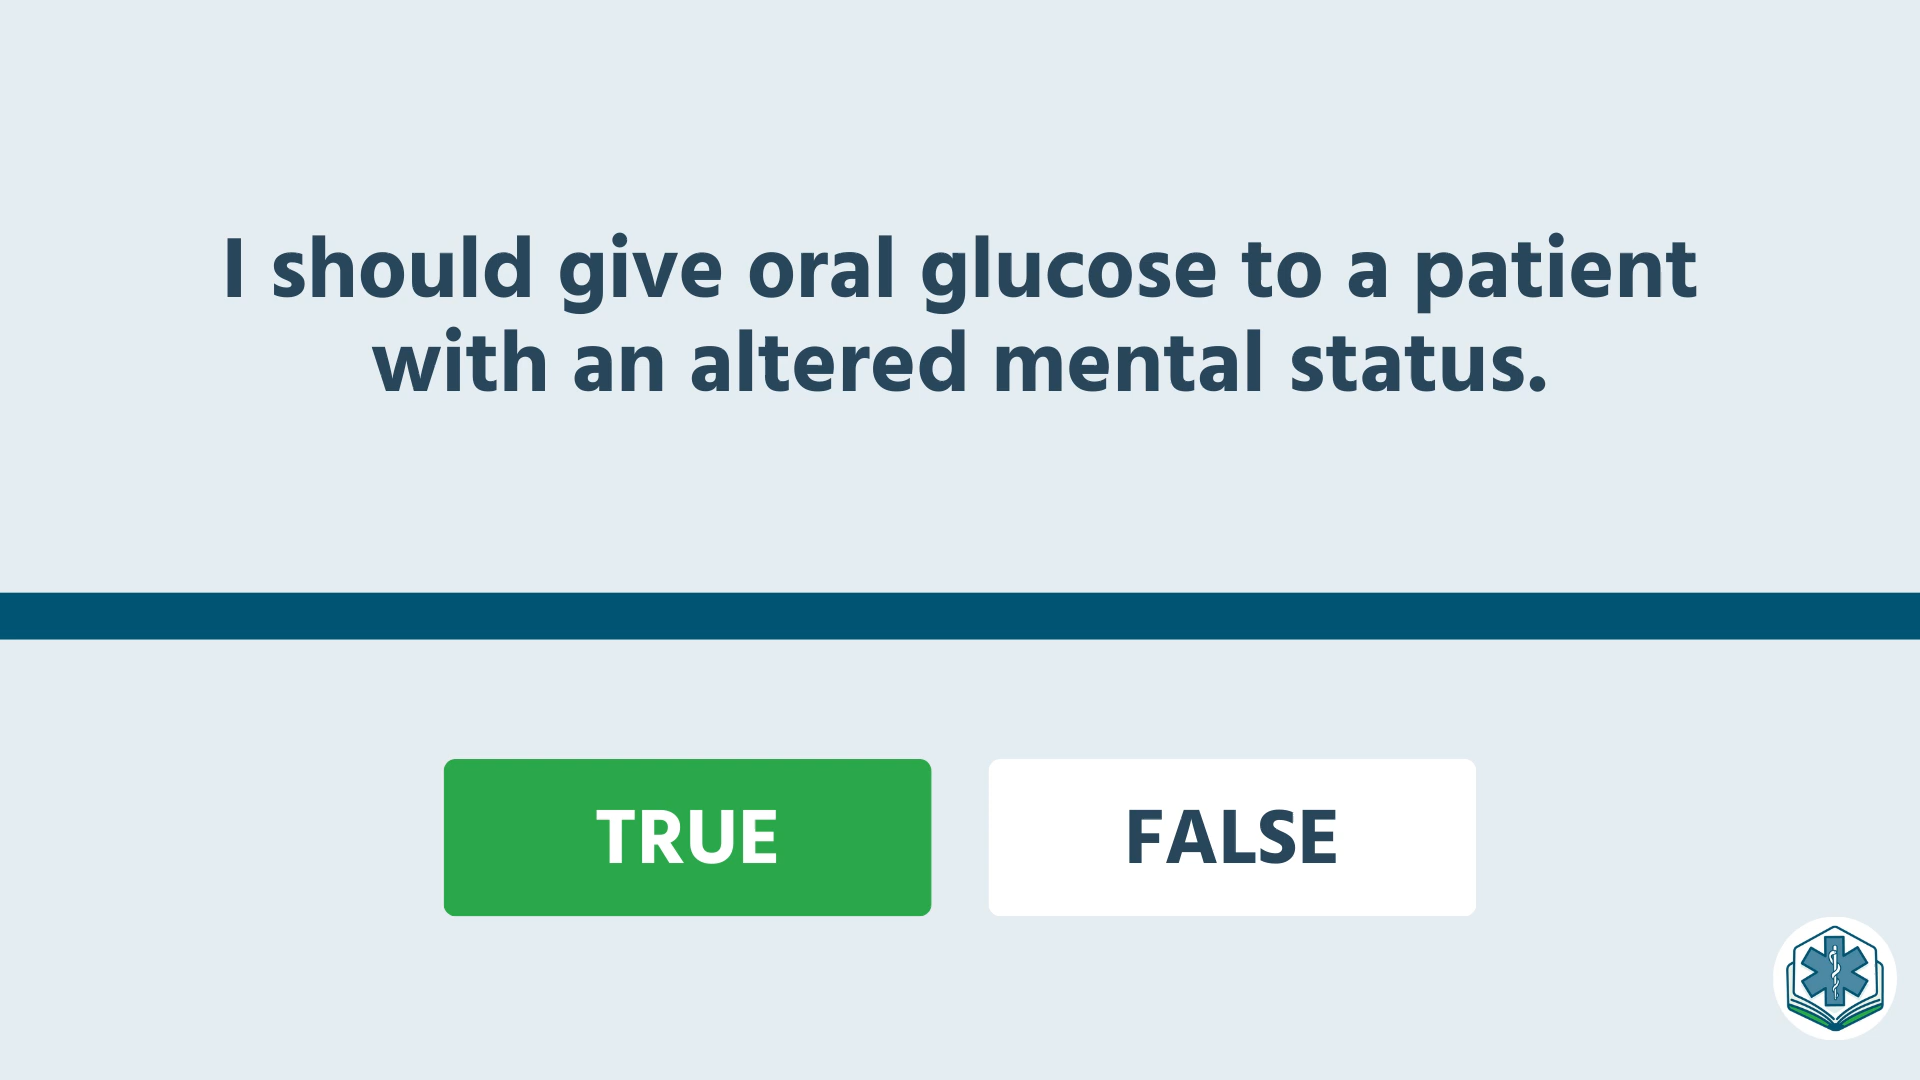 I should give oral glucose to a patient
with an altered mental status.
TRUE
FALSE